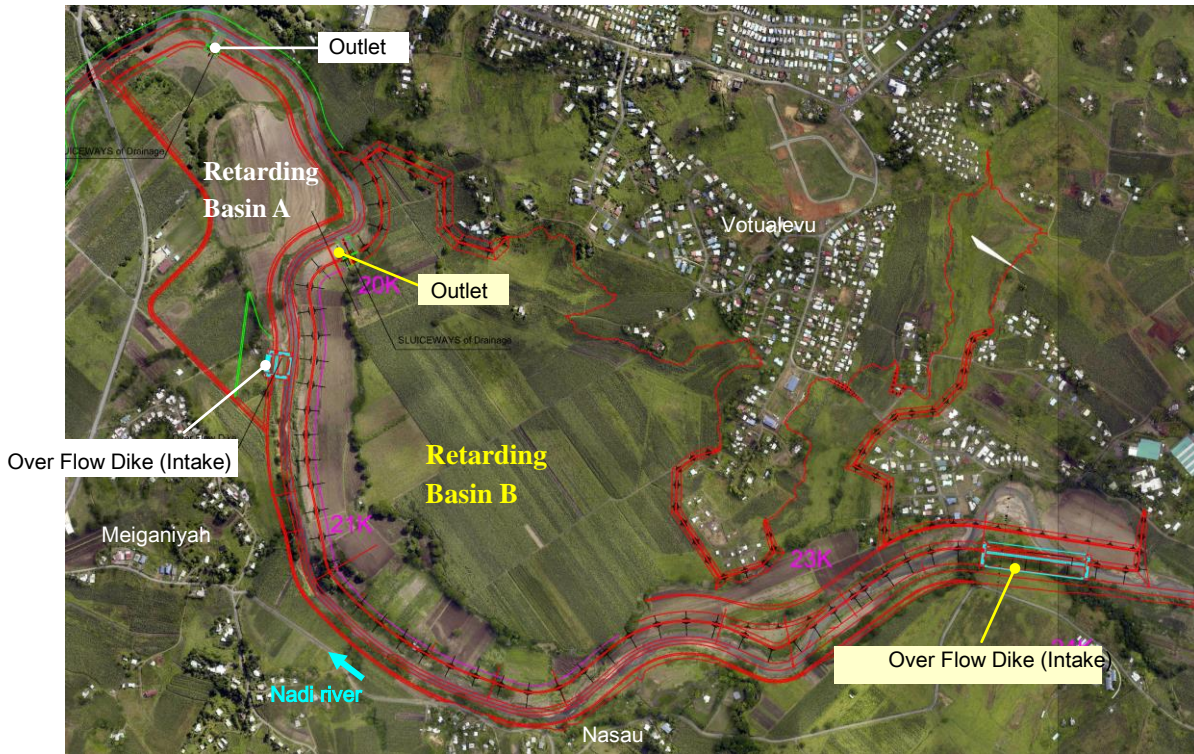 Outlet
SLUICEWAYS of Drainage
Retarding
Basin A
Votualevu
20K
Outlet
SLUICEWAYS of Drainage
Over Flow Dike (Intake)
Retarding
Basin B
21K
Meiganiyah
23K
Over Flow Dike (Intake)
Nadi river
Nasau